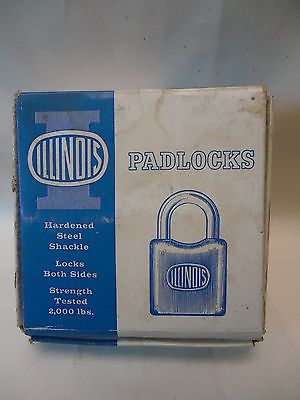 ILLINOIS
Hardened
Steel
Shackle
Locks
Both Sides
Strength
Tested
2,000 lbs.
PADLOCKS
ILLINOIS